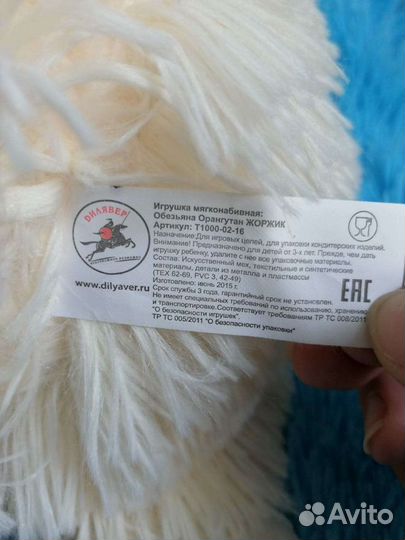 ДИЛЯВЕР
www.dilyaver.ru
Игрушка мягконабивная:
Обезьяна Орангутан ЖОРЖИК
Артикул: Т1000-02-16
Назначение:Для игровых целей, для упаковки кондитерских изделий.
Внимание! Предназначено для детей от 3-х лет. Прежде, чем дать
игрушку ребенку, удалите с нее все упаковочные материалы.
Состав: Искусственный мех, текстильные и синтетические
материалы, детали из металла и пластмассы
(ТЕХ 62-69, PVC 3, 42-49)
Изготовлено: июнь 2015 г.
Срок службы 3 года, гарантийный срок не установлен.
Не имеет специальных требований по использованию, хранению
и транспортировке.Соответствует требованиям ТР ТС 008/2011
"О безопасности игрушек".
ТР ТС 005/2011 "О безопасности упаковки"
EAC
Avito